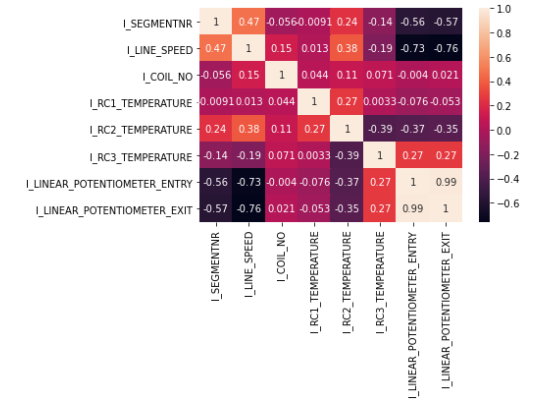 1.0
I_SEGMENTNR 1 0.47 -0.056 -0.0091 0.24 -0.14 -0.56 -0.57
0.8
I_LINE_SPEED 0.47 1 0.15 0.013 0.38 -0.19 -0.73 -0.76
0.6
I_COIL_NO -0.056 0.15 1 0.044 0.11 0.071 -0.004 0.021
0.4
I_RC1_TEMPERATURE -0.0091 0.013 0.044 1 0.27 0.0033 -0.076 -0.053
0.2
I_RC2_TEMPERATURE 0.24 0.38 0.11 0.27 1 -0.39 -0.37 -0.35
0.0
I_RC3_TEMPERATURE -0.14 -0.19 0.071 0.0033 -0.39 1 0.27 0.27
-0.2
I_LINEAR_POTENTIOMETER_ENTRY -0.56 -0.73 -0.004 -0.076 -0.37 0.27 1 0.99
-0.4
I_LINEAR_POTENTIOMETER_EXIT -0.57 -0.76 0.021 -0.053 -0.35 0.27 0.99 1
-0.6
I_SEGMENTNR
I_LINE_SPEED
I_COIL_NO
I_RC1_TEMPERATURE
I_RC2_TEMPERATURE
I_RC3_TEMPERATURE
I_LINEAR_POTENTIOMETER_ENTRY
I_LINEAR_POTENTIOMETER_EXIT